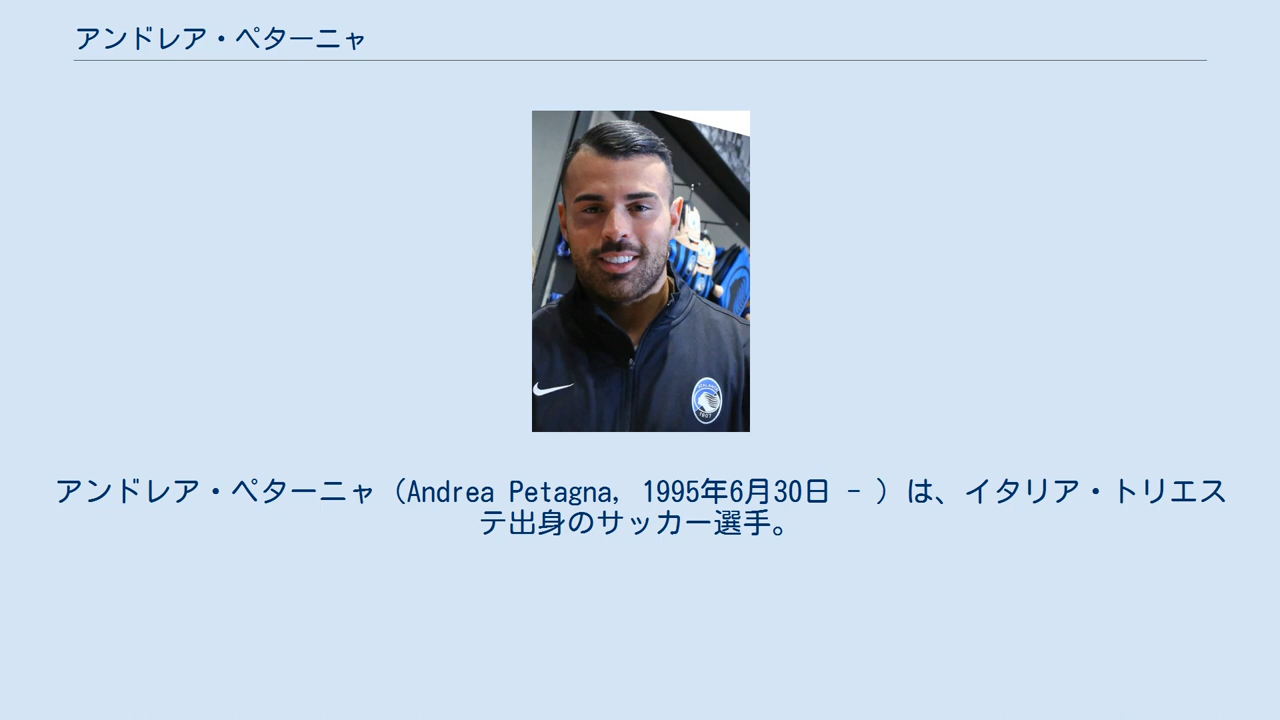 アンドレア・ペターニャ
アンドレア・ペターニャ（Andrea Petagna, 1995年6月30日 - ）は、イタリア・トリエス
テ出身のサッカー選手。
ATALANTA
1907